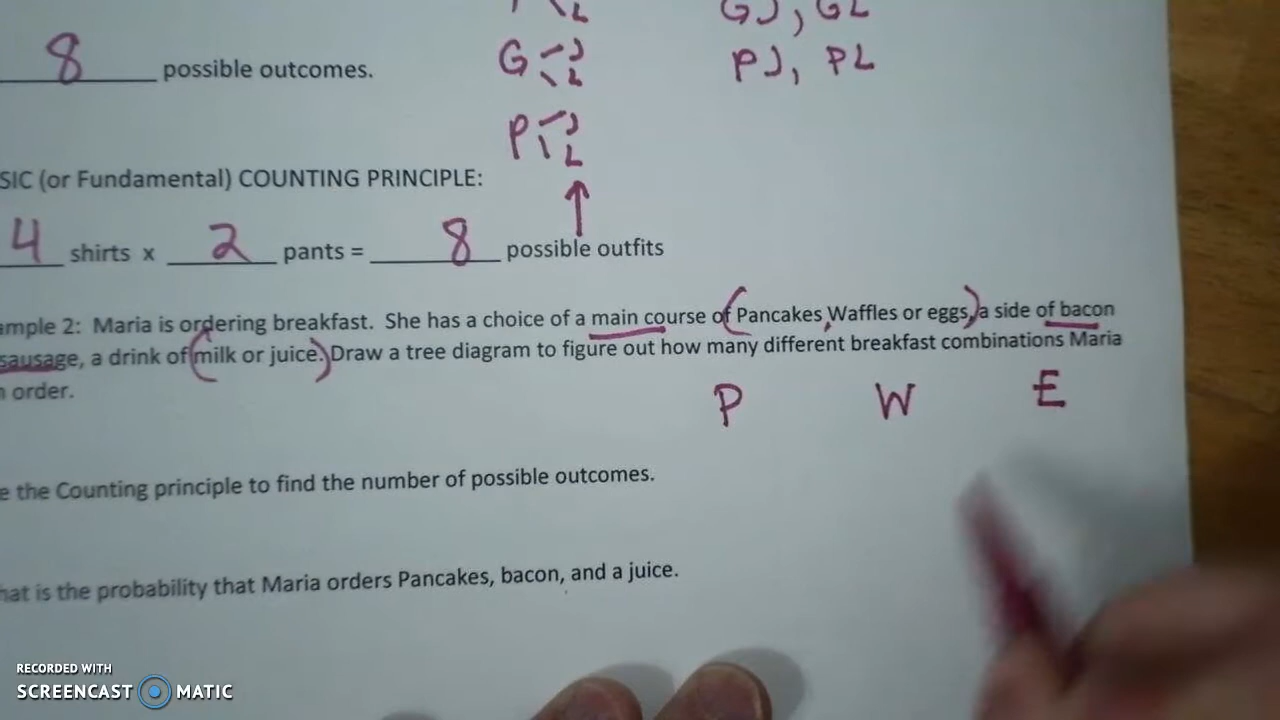 GJ, GL
8 possible outcomes. G J L PJ, PL
P J L
SIC (or Fundamental) COUNTING PRINCIPLE:
4 shirts x 2 pants = 8 possible outfits
ample 2: Maria is ordering breakfast. She has a choice of a main course of (Pancakes, Waffles or eggs,) a side of bacon
sausage, a drink of (milk or juice.) Draw a tree diagram to figure out how many different breakfast combinations Maria
n order.
P W E
e the Counting principle to find the number of possible outcomes.
hat is the probability that Maria orders Pancakes, bacon, and a juice.
RECORDED WITH
SCREENCAST MATIC